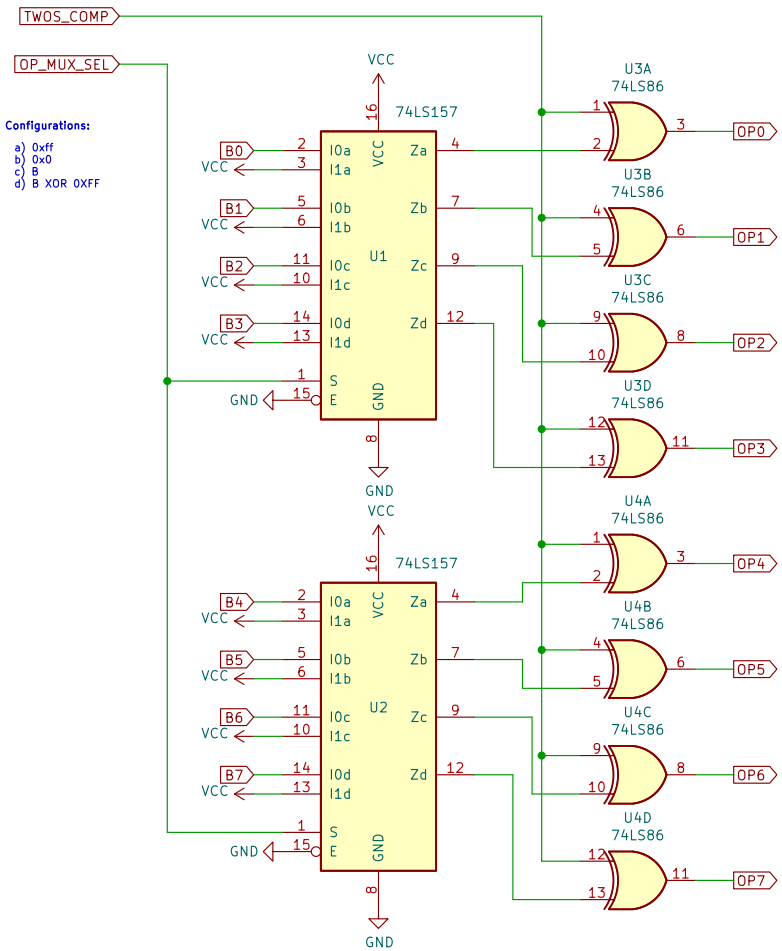 TWOS_COMP
OP_MUX_SEL
Configurations:
a) 0xff
b) 0x0
c) B
d) B XOR 0XFF
VCC
16
74LS157
VCC
B0 2 I0a Za 4
VCC 3 I1a
B1 5 I0b Zb 7
VCC 6 I1b
U1
B2 11 I0c Zc 9
VCC 10 I1c
B3 14 I0d Zd 12
VCC 13 I1d
1 S
GND 15 E
GND
8
GND
VCC
16
74LS157
VCC
B4 2 I0a Za 4
VCC 3 I1a
B5 5 I0b Zb 7
VCC 6 I1b
U2
B6 11 I0c Zc 9
VCC 10 I1c
B7 14 I0d Zd 12
VCC 13 I1d
1 S
GND 15 E
GND
8
GND
U3A
74LS86
1
3 OP0
2
U3B
74LS86
4
6 OP1
5
U3C
74LS86
9
8 OP2
10
U3D
74LS86
12
11 OP3
13
U4A
74LS86
1
3 OP4
2
U4B
74LS86
4
6 OP5
5
U4C
74LS86
9
8 OP6
10
U4D
74LS86
12
11 OP7
13